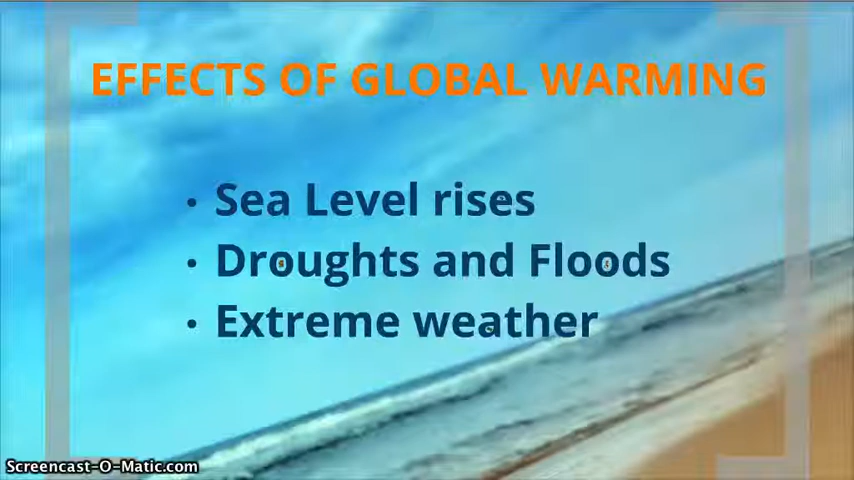 EFFECTS OF GLOBAL WARMING
• Sea Level rises
• Droughts and Floods
• Extreme weather
Screencast-O-Matic.com